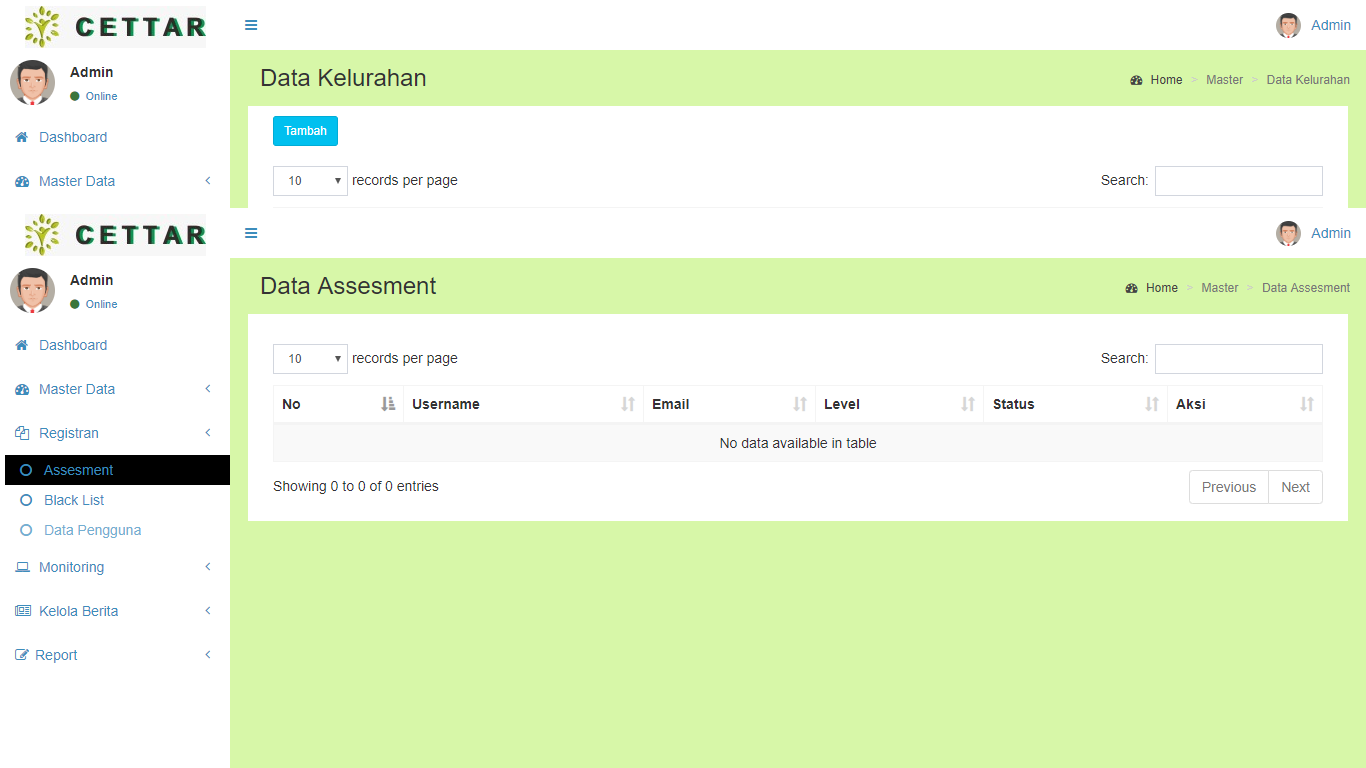 CETTAR
Admin
Admin
Online
Data Kelurahan
Home > Master > Data Kelurahan
Dashboard
Tambah
Master Data
10 records per page
Search:
CETTAR
Admin
Admin
Online
Data Assesment
Home > Master > Data Assesment
Dashboard
10 records per page
Search:
Master Data
No Username Email Level Status Aksi
Registran
No data available in table
Assesment
Showing 0 to 0 of 0 entries
Previous Next
Black List
Data Pengguna
Monitoring
Kelola Berita
Report